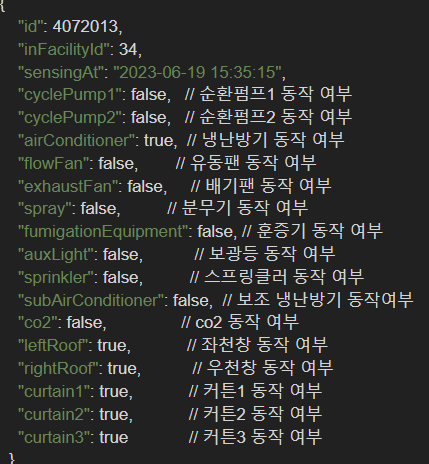 {
"id": 4072013,
"inFacilityId": 34,
"sensingAt": "2023-06-19 15:35:15",
"cyclePump1": false, // 순환펌프1 동작 여부
"cyclePump2": false, // 순환펌프2 동작 여부
"airConditioner": true, // 냉난방기 동작 여부
"flowFan": false, // 유동팬 동작 여부
"exhaustFan": false, // 배기팬 동작 여부
"spray": false, // 분무기 동작 여부
"fumigationEquipment": false, // 훈증기 동작 여부
"auxLight": false, // 보광등 동작 여부
"sprinkler": false, // 스프링클러 동작 여부
"subAirConditioner": false, // 보조 냉난방기 동작여부
"co2": false, // co2 동작 여부
"leftRoof": true, // 좌천창 동작 여부
"rightRoof": true, // 우천창 동작 여부
"curtain1": true, // 커튼1 동작 여부
"curtain2": true, // 커튼2 동작 여부
"curtain3": true // 커튼3 동작 여부
}